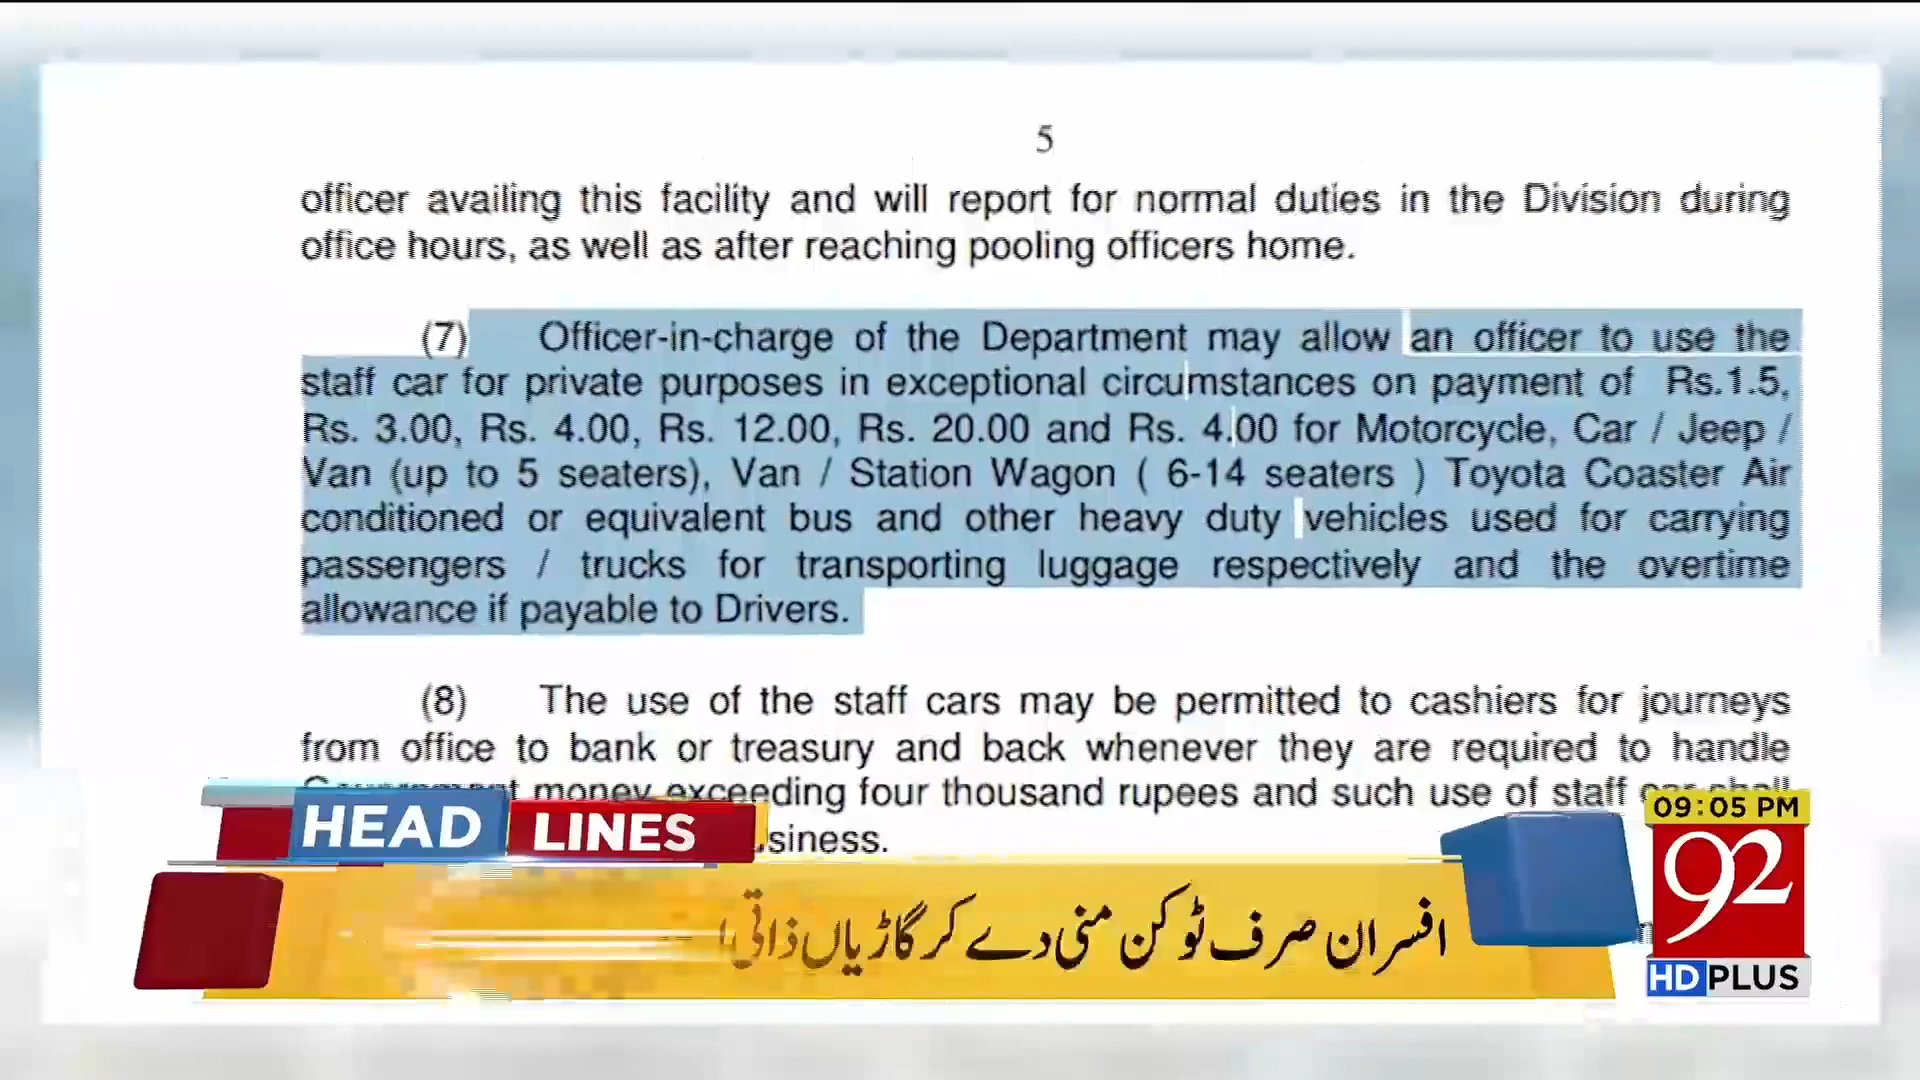 5
officer availing this facility and will report for normal duties in the Division during
office hours, as well as after reaching pooling officers home.
(7) Officer-in-charge of the Department may allow an officer to use the
staff car for private purposes in exceptional circumstances on payment of Rs.1.5,
Rs. 3.00, Rs. 4.00, Rs. 12.00, Rs. 20.00 and Rs. 4.00 for Motorcycle, Car / Jeep /
Van (up to 5 seaters), Van / Station Wagon ( 6-14 seaters ) Toyota Coaster Air
conditioned or equivalent bus and other heavy duty vehicles used for carrying
passengers / trucks for transporting luggage respectively and the overtime
allowance if payable to Drivers.
(8) The use of the staff cars may be permitted to cashiers for journeys
from office to bank or treasury and back whenever they are required to handle
money exceeding four thousand rupees and such use of staff car shall
siness.
HEAD LINES
افسران صرف ٹوکن منی دے کر گاڑیاں ذاتی
09:05 PM
92
HD PLUS